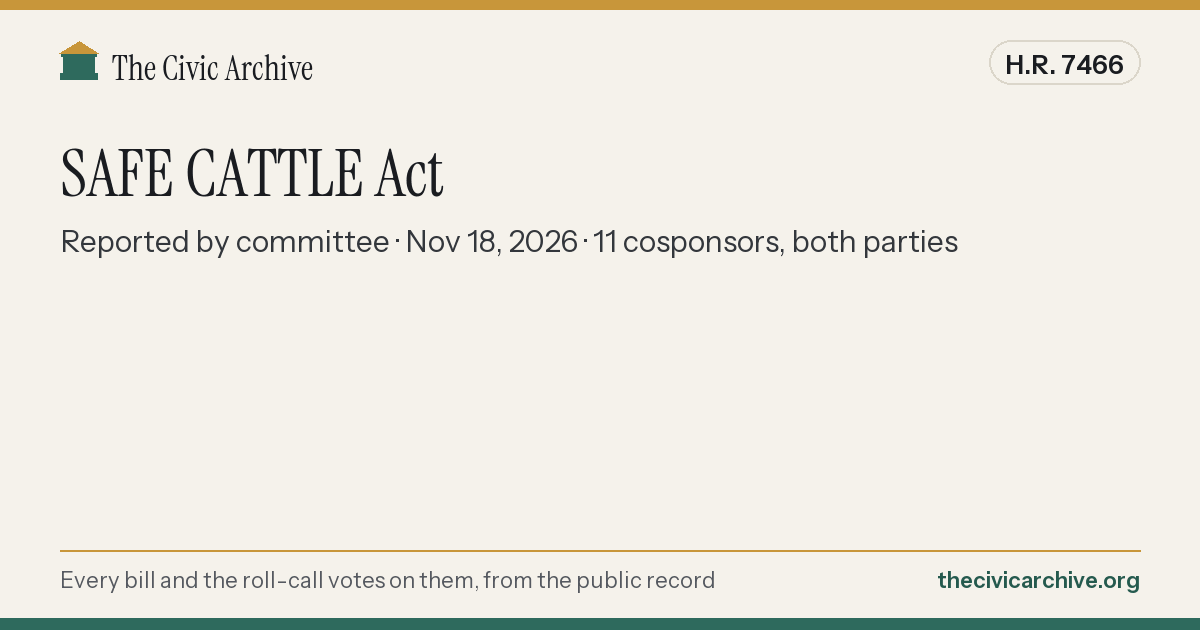 The Civic Archive
H.R. 7466
SAFE CATTLE Act
Reported by committee · Nov 18, 2026 · 11 cosponsors, both parties
Every bill and the roll-call votes on them, from the public record
thecivicarchive.org